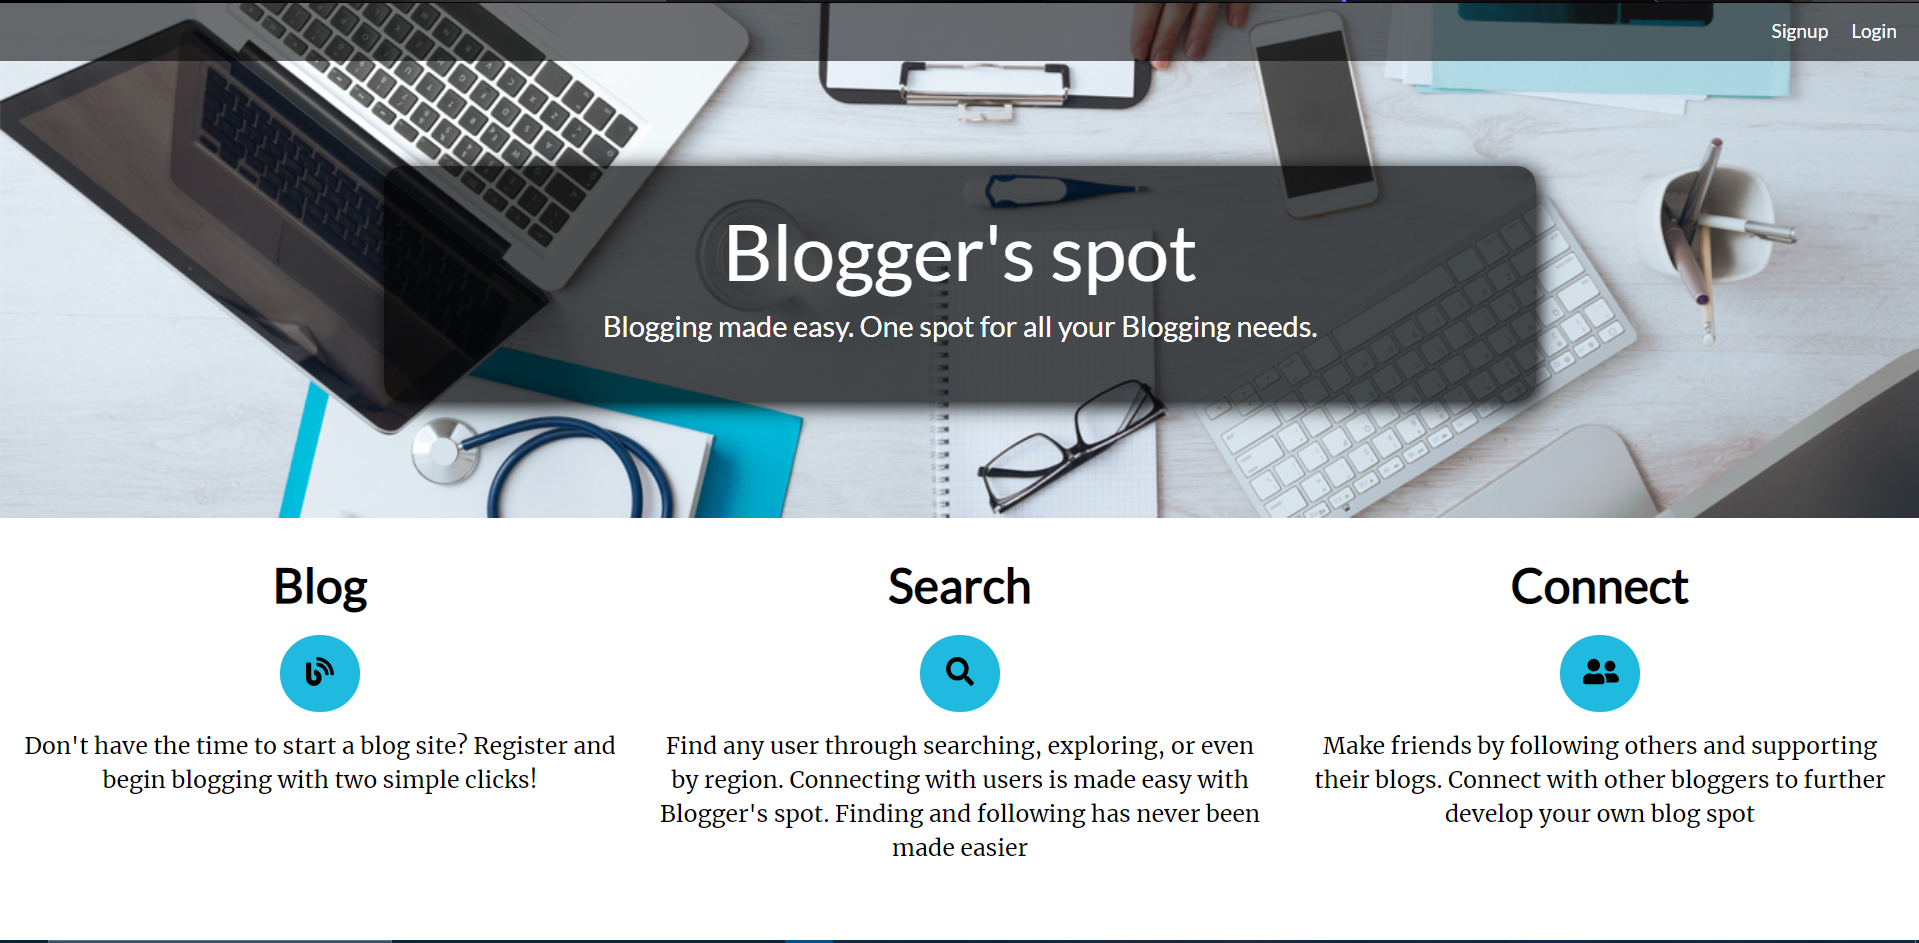 Signup Login
Blogger's spot
Blogging made easy. One spot for all your Blogging needs.
Blog
Don't have the time to start a blog site? Register and
begin blogging with two simple clicks!
Search
Find any user through searching, exploring, or even
by region. Connecting with users is made easy with
Blogger's spot. Finding and following has never been
made easier
Connect
Make friends by following others and supporting
their blogs. Connect with other bloggers to further
develop your own blog spot